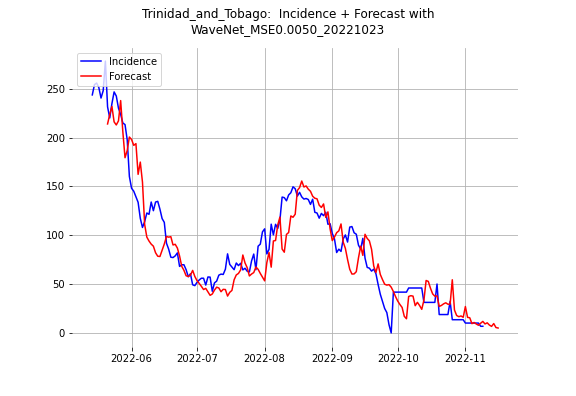 Trinidad_and_Tobago:  Incidence + Forecast with
WaveNet_MSE0.0050_20221023
Incidence
Forecast
250
200
150
100
50
0
2022-06 2022-07 2022-08 2022-09 2022-10 2022-11